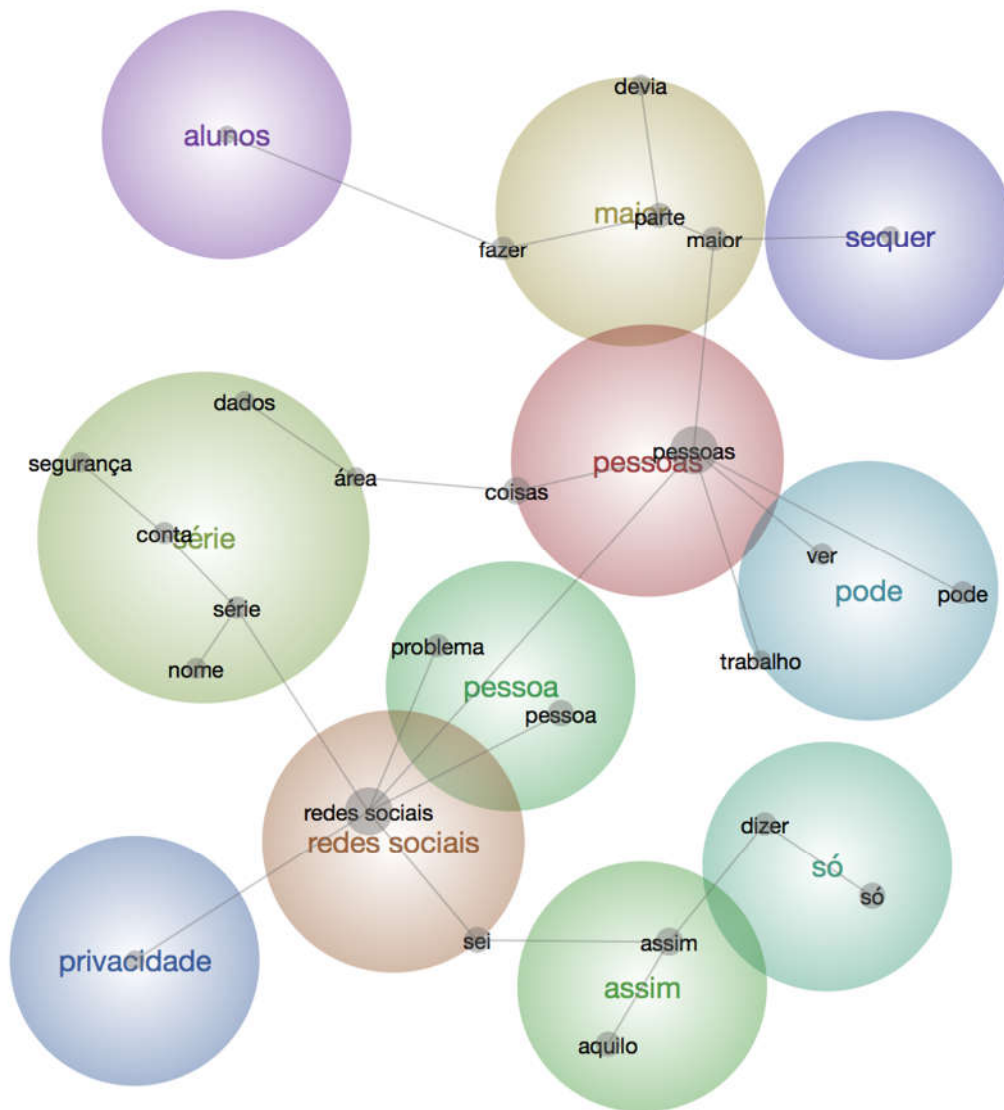 devia
alunos
maior
parte
maior
sequer
fazer
dados
segurança
pessoas
pessoas
área
coisas
conta
série
ver
pode
pode
série
problema
nome
trabalho
pessoa
pessoa
redes sociais
redes sociais
dizer
só
só
sei
assim
privacidade
assim
aquilo